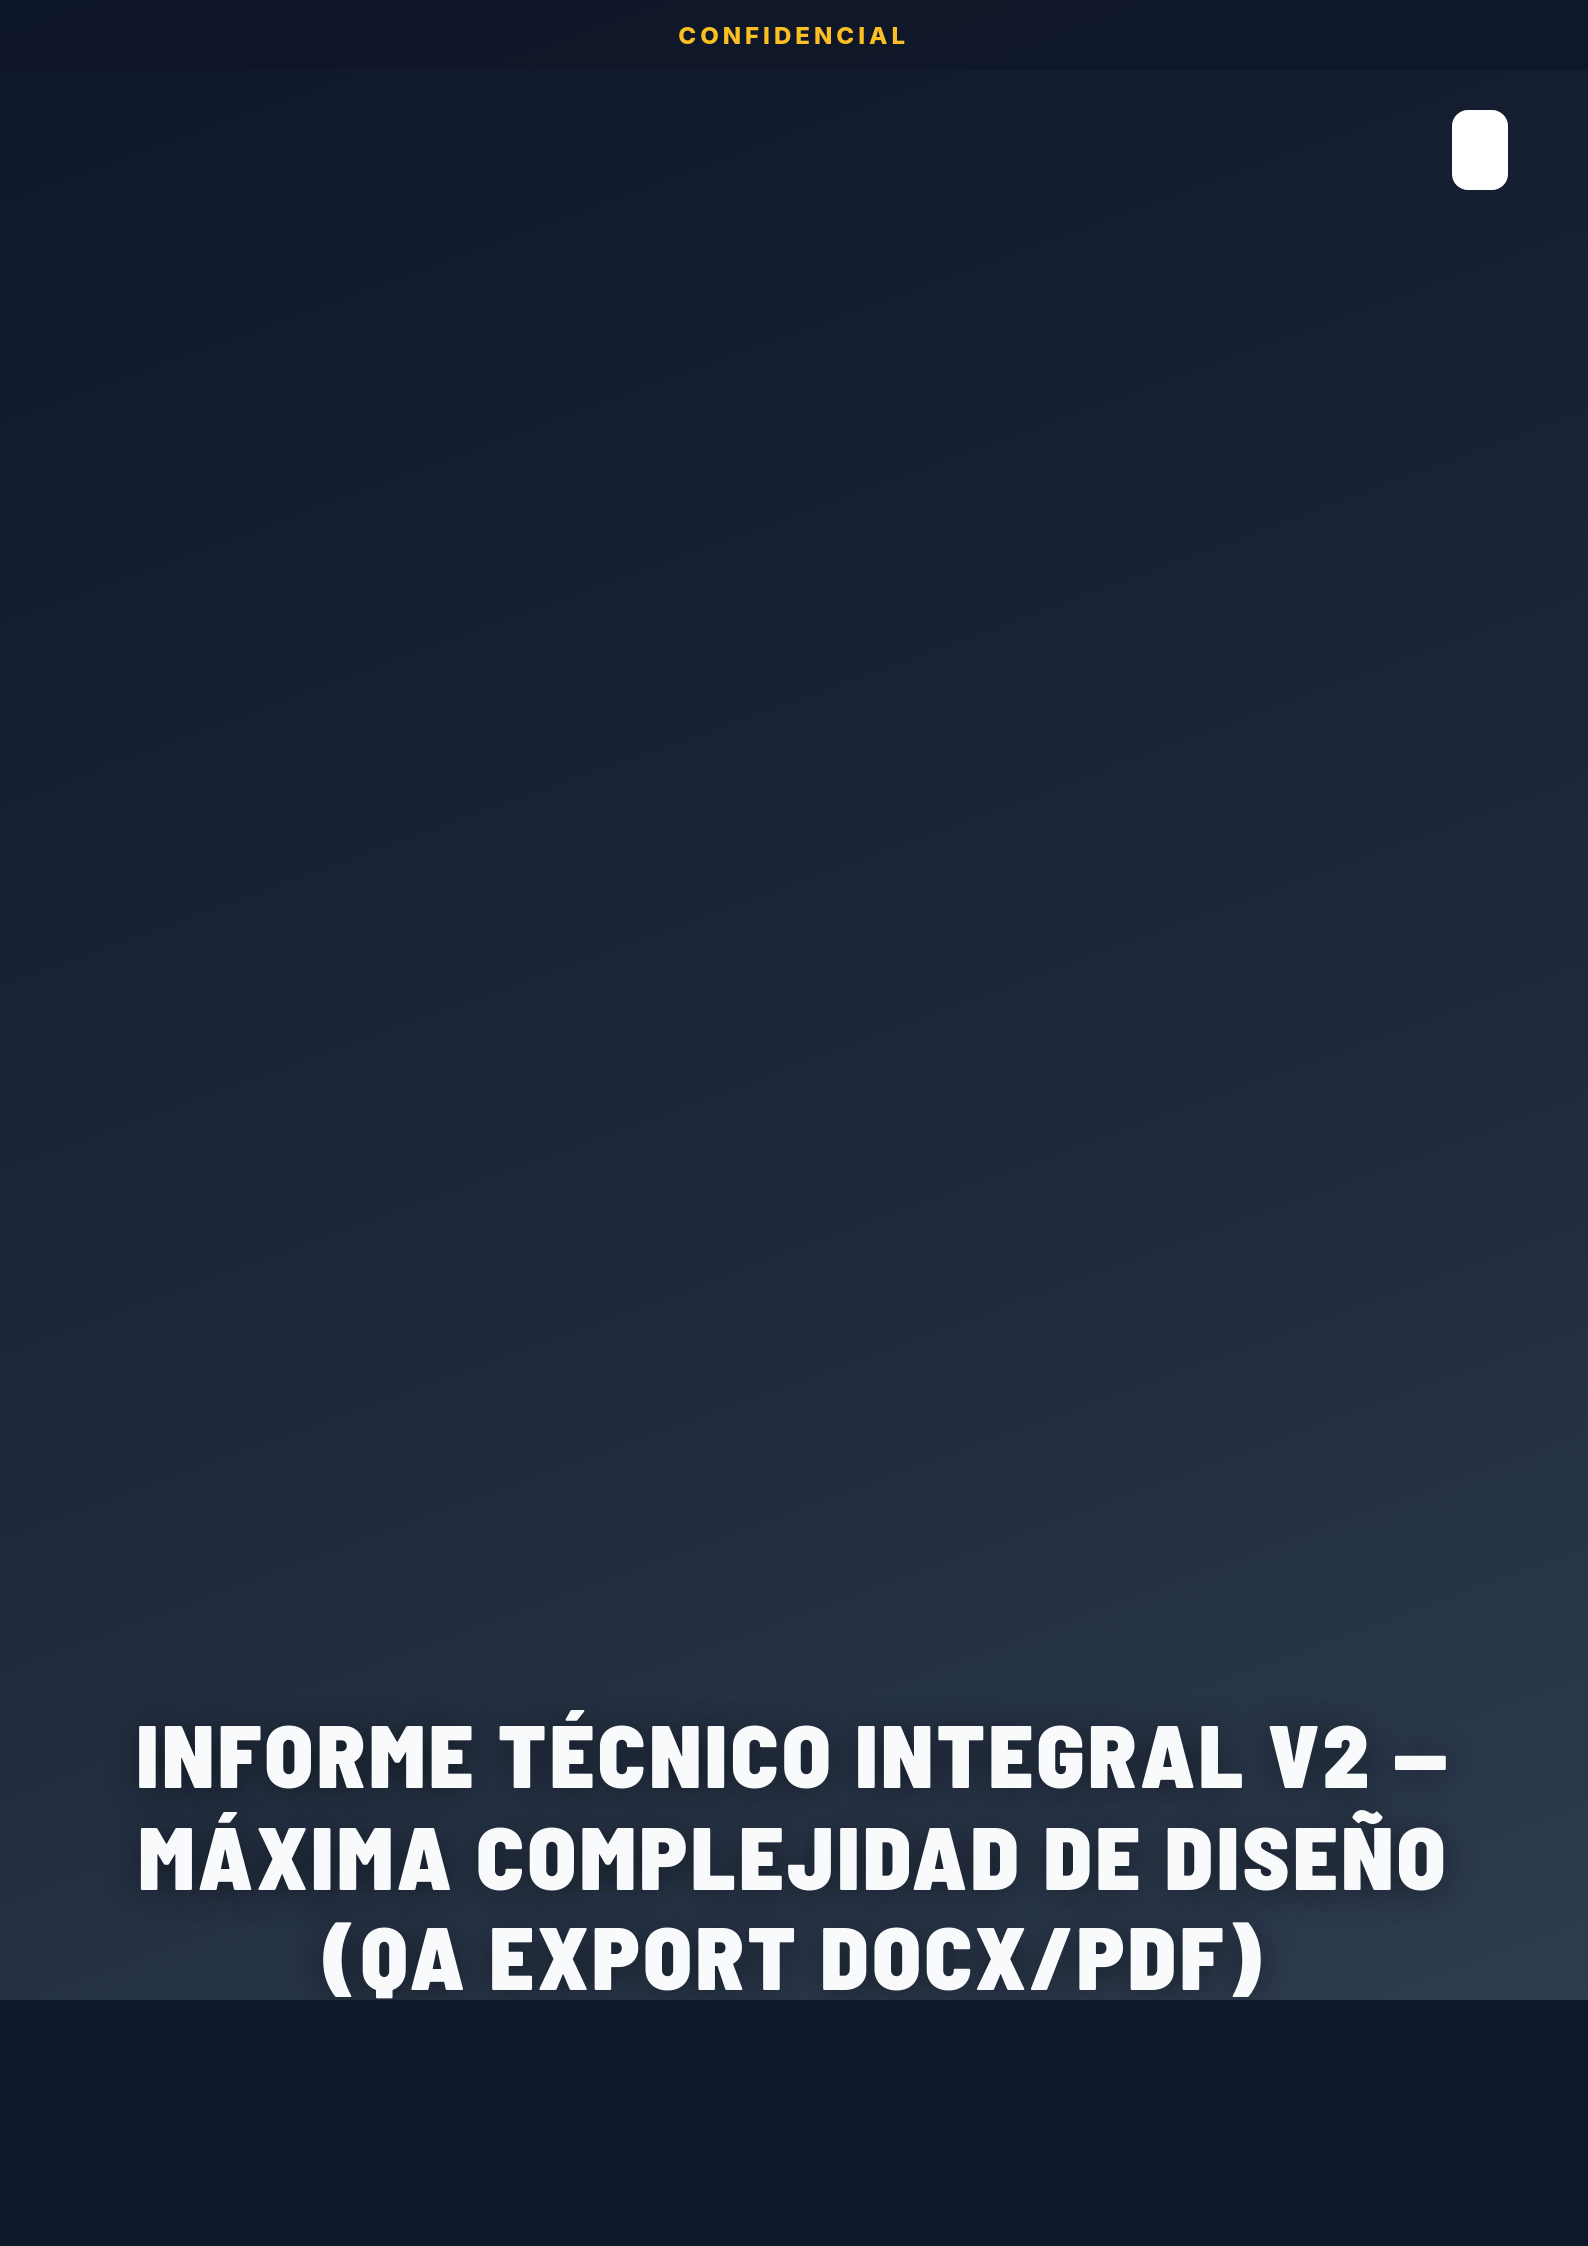 CONFIDENCIAL
INFORME TÉCNICO INTEGRAL V2 —
MÁXIMA COMPLEJIDAD DE DISEÑO
(QA EXPORT DOCX/PDF)